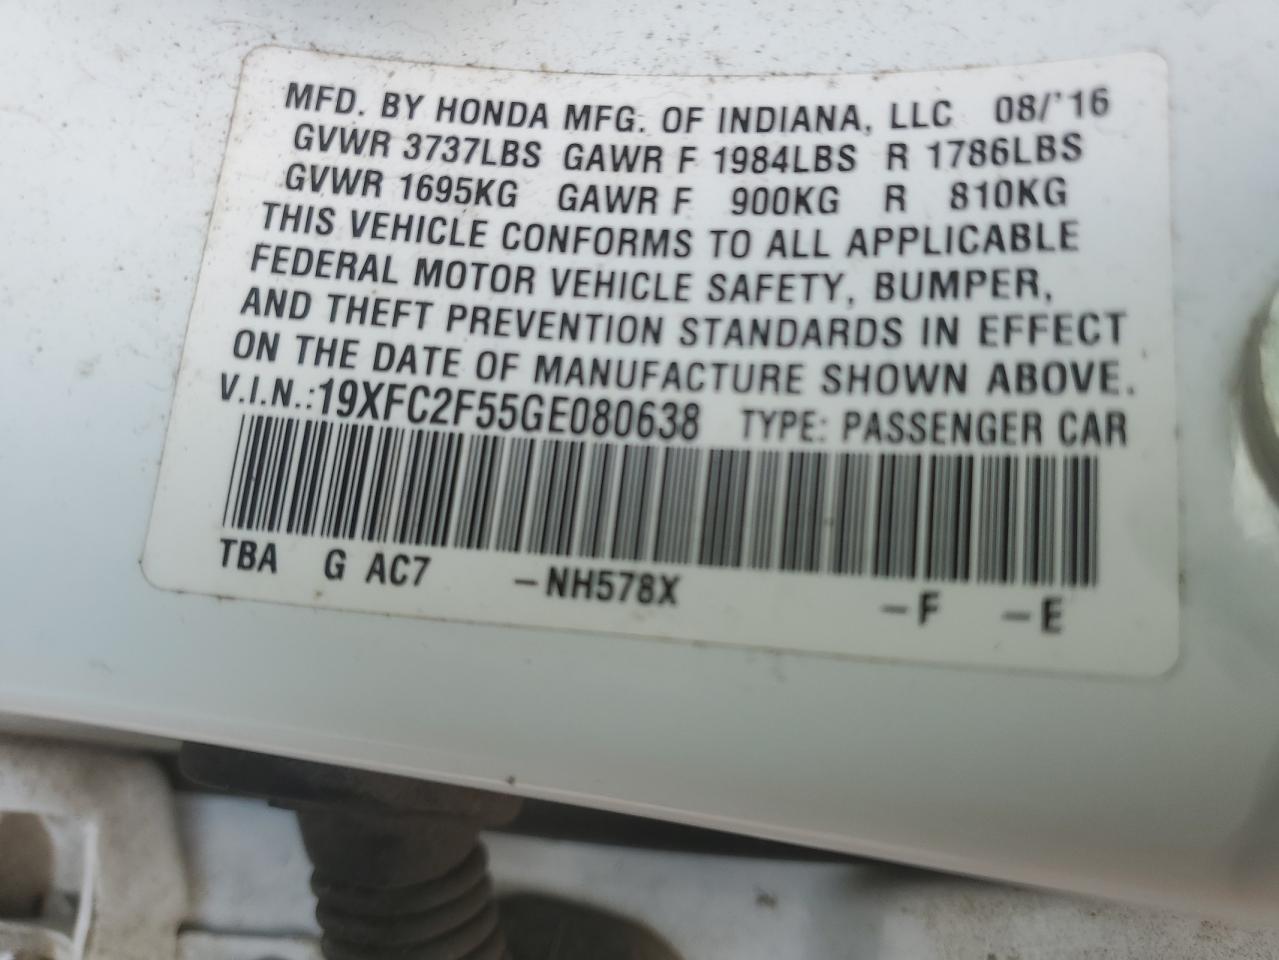 MFD. BY HONDA MFG. OF INDIANA, LLC 08/'16
GVWR 3737LBS GAWR F 1984LBS R 1786LBS
GVWR 1695KG GAWR F 900KG R 810KG
THIS VEHICLE CONFORMS TO ALL APPLICABLE
FEDERAL MOTOR VEHICLE SAFETY, BUMPER,
AND THEFT PREVENTION STANDARDS IN EFFECT
ON THE DATE OF MANUFACTURE SHOWN ABOVE.
V.I.N.:19XFC2F55GE080638 TYPE: PASSENGER CAR
TBA G AC7 -NH578X -F -E